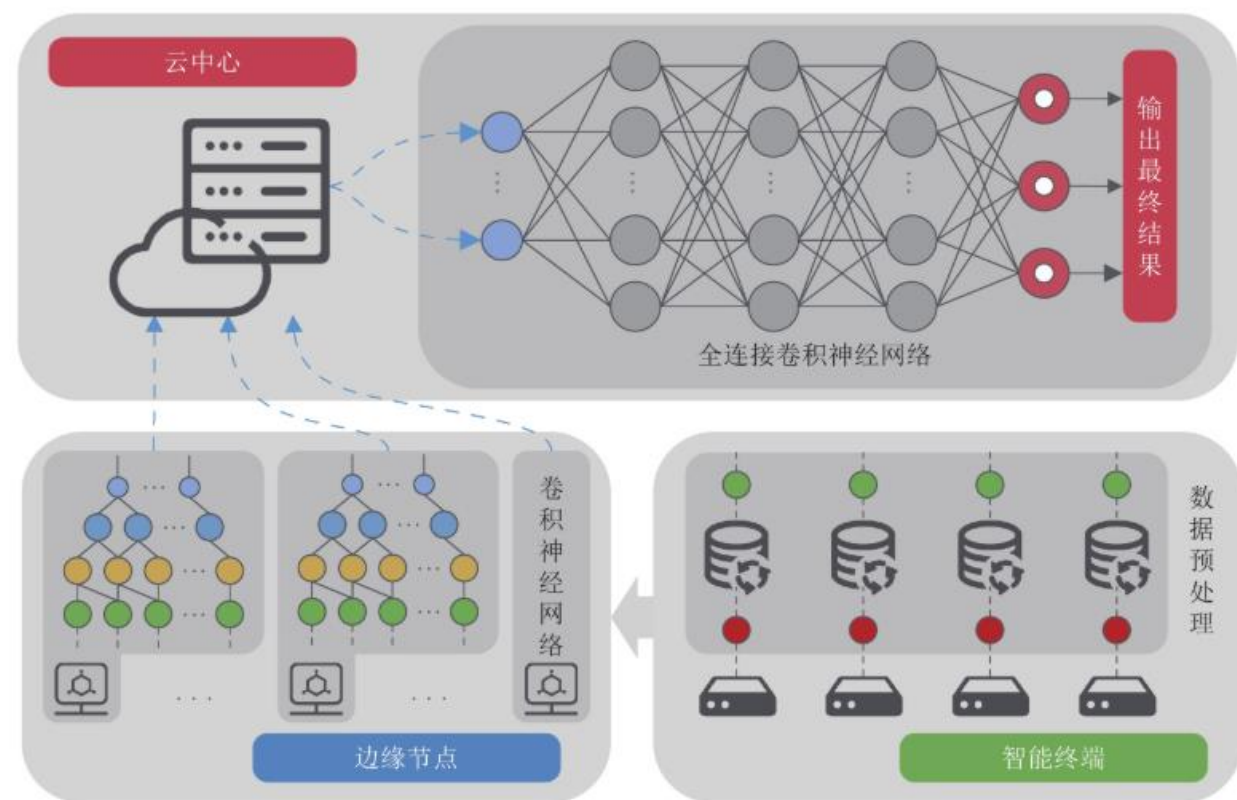 云中心
输出最终结果
全连接卷积神经网络
卷积神经网络
数据预处理
边缘节点
智能终端